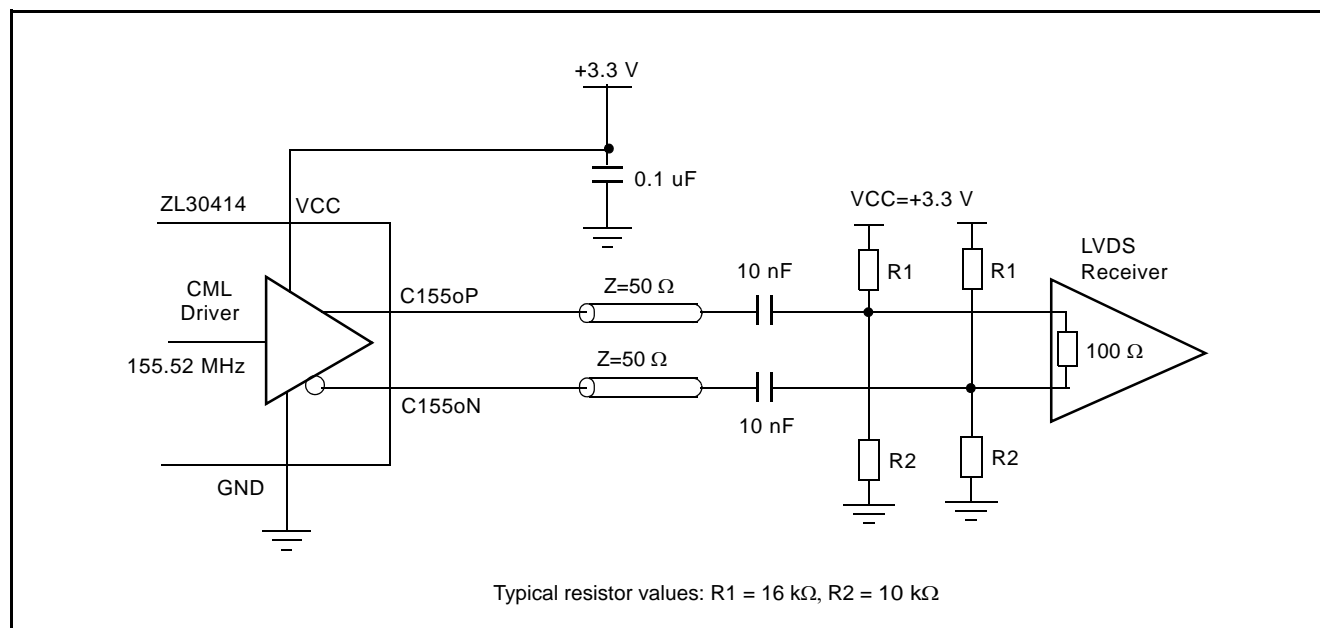 +3.3 V
0.1 uF
ZL30414
VCC
VCC=+3.3 V
LVDS
Receiver
CML
Driver
C155oP
Z=50 Ω
10 nF
R1
R1
155.52 MHz
Z=50 Ω
100 Ω
C155oN
10 nF
R2
R2
GND
Typical resistor values: R1 = 16 kΩ, R2 = 10 kΩ